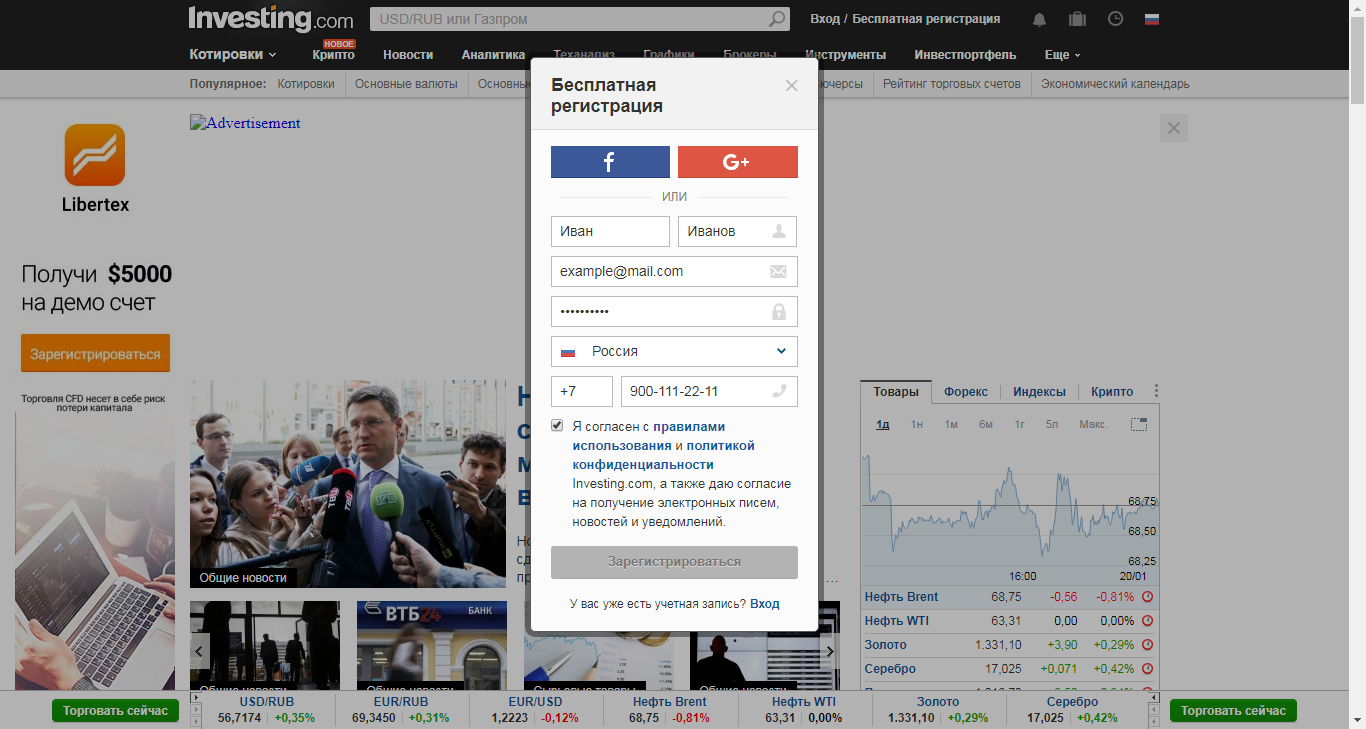 Investing.com
USD/RUB или Газпром
Вход / Бесплатная регистрация
Котировки
НОВОЕ
Крипто
Новости
Аналитика
Теханализ
Графики
Брокеры
Инструменты
Инвестпортфель
Еще
Популярное:
Котировки
Основные валюты
Основные
Рейтинг торговых счетов
Экономический календарь
Libertex
Получи $5000
на демо счет
Зарегистрироваться
Торговля CFD несет в себе риск
потери капитала
Advertisement
Бесплатная
регистрация
f
G+
ИЛИ
Иван
Иванов
example@mail.com
••••••••••
Россия
+7
900-111-22-11
Я согласен с правилами
использования и политикой
конфиденциальности
Investing.com, а также даю согласие
на получение электронных писем,
новостей и уведомлений.
Зарегистрироваться
У вас уже есть учетная запись? Вход
Общие новости
ВТБ24
БАНК
Общие новости
Общие новости
Сырьевые товары
Общие новости
Товары
Форекс
Индексы
Крипто
1д 1н 1м 6м 1г 5л Макс.
68,75
68,50
68,25
16:00 20/01
Нефть Brent 68,75 -0,56 -0,81%
Нефть WTI 63,31 0,00 0,00%
Золото 1.331,10 +3,90 +0,29%
Серебро 17,025 +0,071 +0,42%
Торговать сейчас
USD/RUB
56,7174 +0,35%
EUR/RUB
69,3450 +0,31%
EUR/USD
1,2223 -0,12%
Нефть Brent
68,75 -0,81%
Нефть WTI
63,31 0,00%
Золото
1.331,10 +0,29%
Серебро
17,025 +0,42%
Торговать сейчас